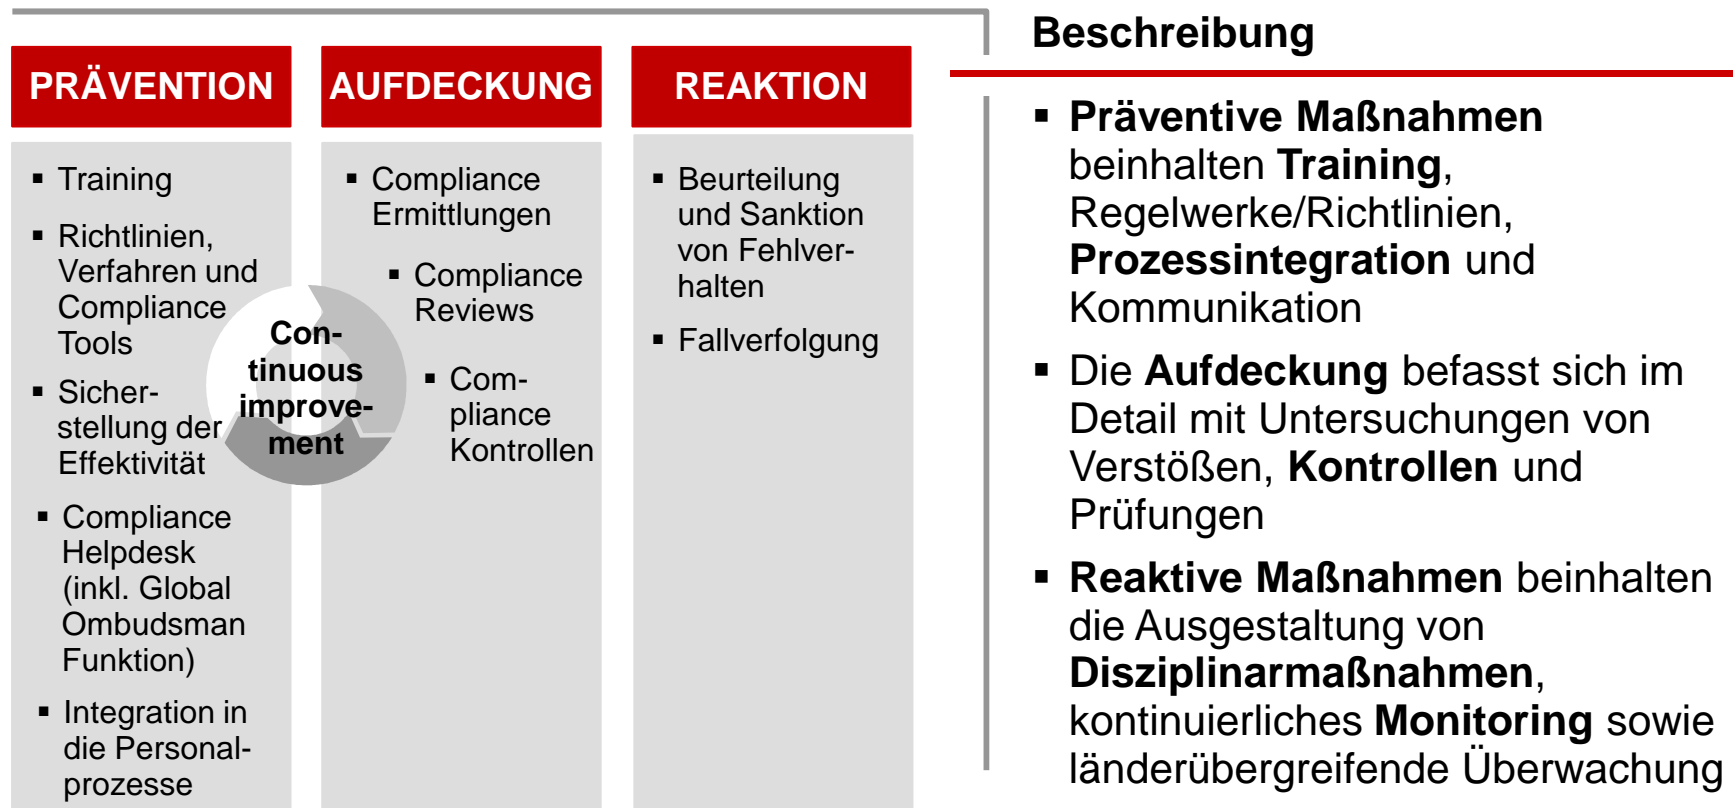 PRÄVENTION
▪ Training
▪ Richtlinien,
Verfahren und
Compliance
Tools
▪ Sicher-
stellung der
Effektivität
▪ Compliance
Helpdesk
(inkl. Global
Ombudsman
Funktion)
▪ Integration in
die Personal-
prozesse
Con-
tinuous
improve-
ment
AUFDECKUNG
▪ Compliance
Ermittlungen
▪ Compliance
Reviews
▪ Com-
pliance
Kontrollen
REAKTION
▪ Beurteilung
und Sanktion
von Fehlver-
halten
▪ Fallverfolgung
Beschreibung
▪ Präventive Maßnahmen
beinhalten Training,
Regelwerke/Richtlinien,
Prozessintegration und
Kommunikation
▪ Die Aufdeckung befasst sich im
Detail mit Untersuchungen von
Verstößen, Kontrollen und
Prüfungen
▪ Reaktive Maßnahmen beinhalten
die Ausgestaltung von
Disziplinarmaßnahmen,
kontinuierliches Monitoring sowie
länderübergreifende Überwachung